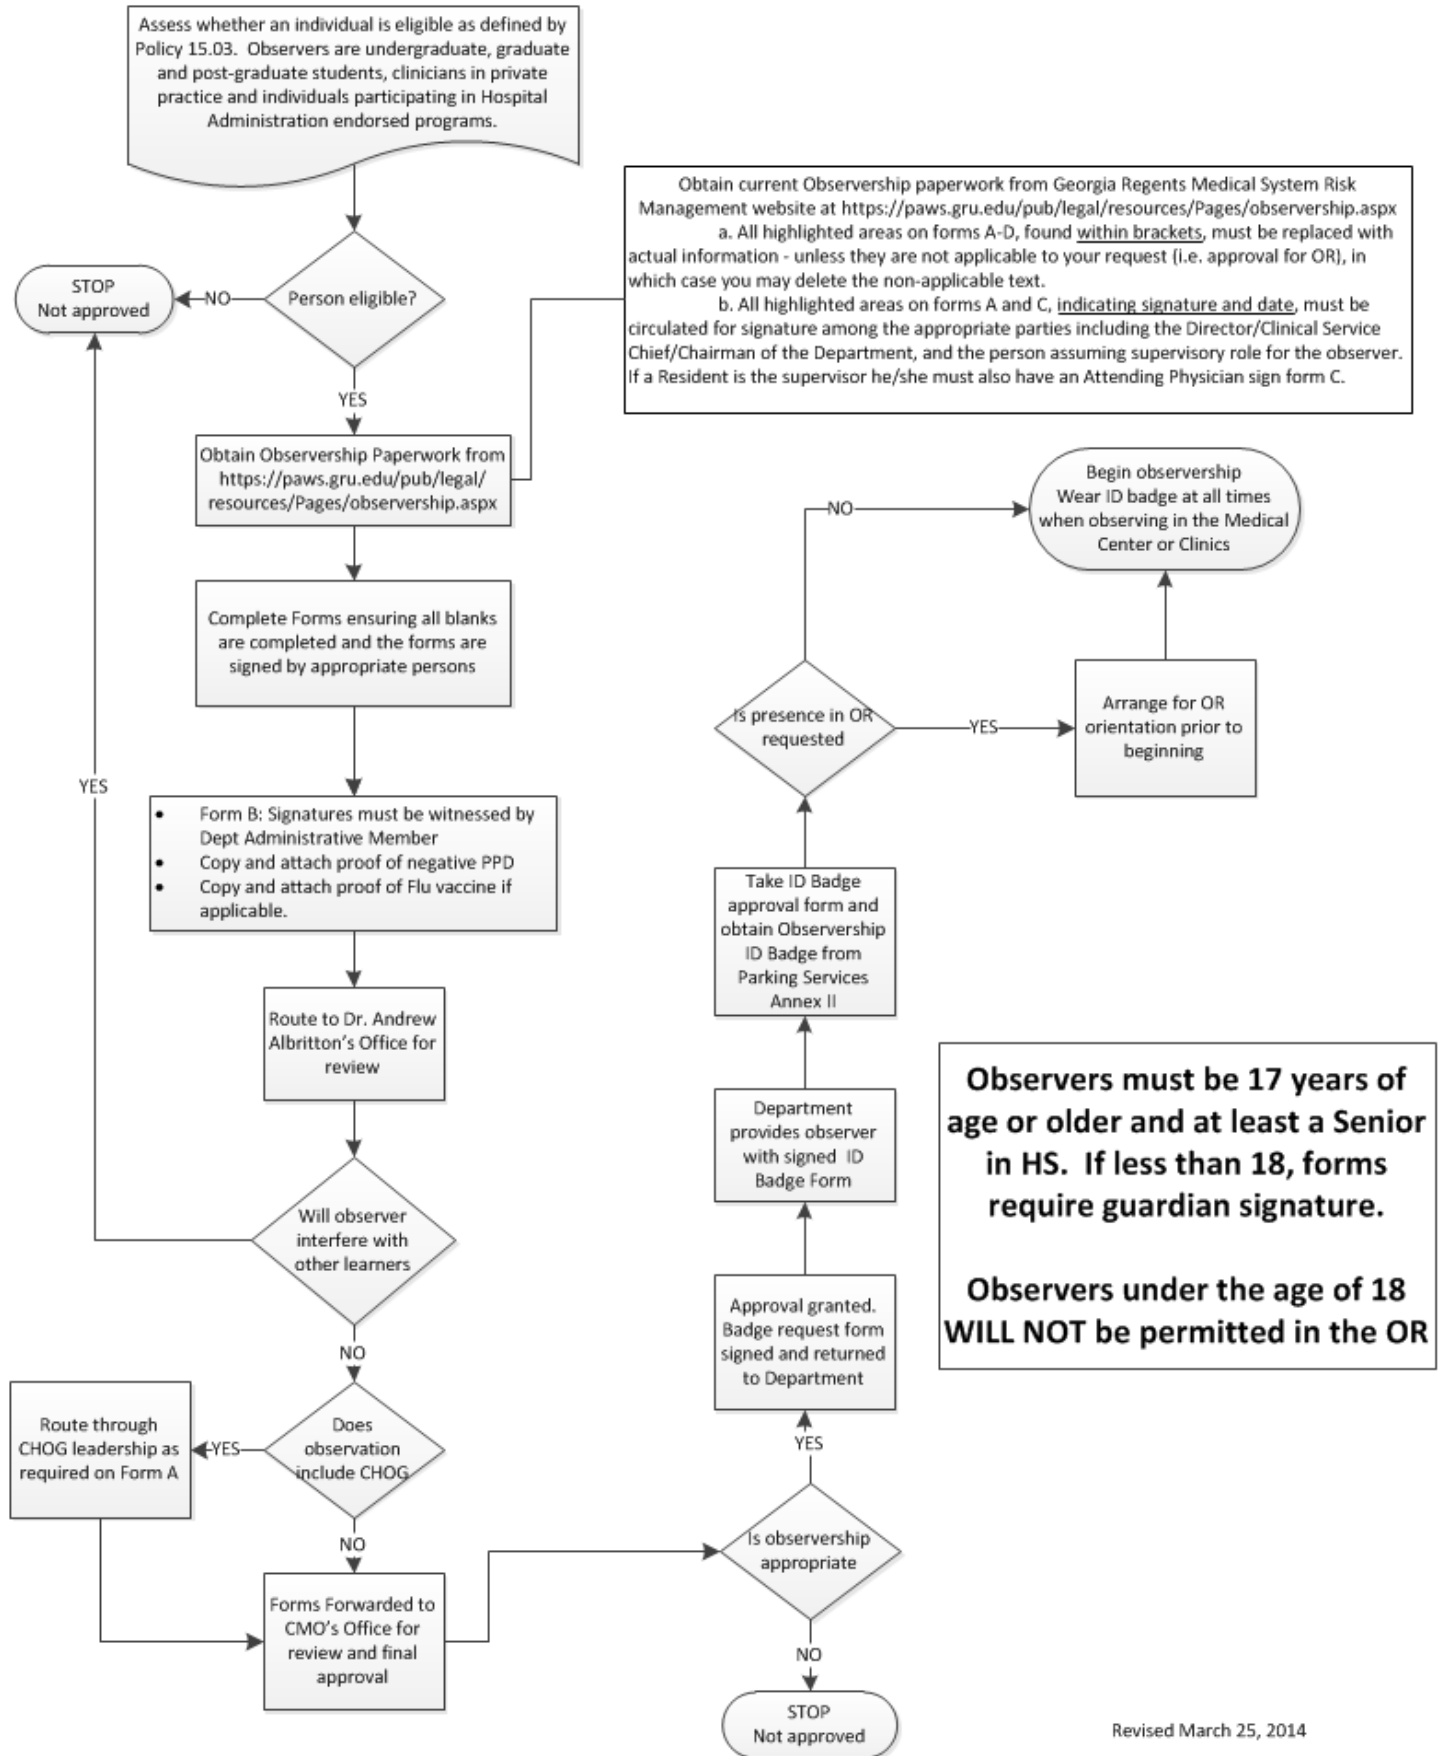 Assess whether an individual is eligible as defined by
Policy 15.03.  Observers are undergraduate, graduate
and post-graduate students, clinicians in private
practice and individuals participating in Hospital
Administration endorsed programs.
Obtain current Observership paperwork from Georgia Regents Medical System Risk
Management website at https://paws.gru.edu/pub/legal/resources/Pages/observership.aspx
a. All highlighted areas on forms A-D, found within brackets, must be replaced with
actual information - unless they are not applicable to your request (i.e. approval for OR), in
which case you may delete the non-applicable text.
b. All highlighted areas on forms A and C, indicating signature and date, must be
circulated for signature among the appropriate parties including the Director/Clinical Service
Chief/Chairman of the Department, and the person assuming supervisory role for the observer.
If a Resident is the supervisor he/she must also have an Attending Physician sign form C.
Person eligible?
NO
STOP
Not approved
YES
Obtain Observership Paperwork from
https://paws.gru.edu/pub/legal/
resources/Pages/observership.aspx
Complete Forms ensuring all blanks
are completed and the forms are
signed by appropriate persons
• Form B: Signatures must be witnessed by
Dept Administrative Member
• Copy and attach proof of negative PPD
• Copy and attach proof of Flu vaccine if
applicable.
Route to Dr. Andrew
Albritton's Office for
review
Will observer
interfere with
other learners
YES
NO
Does
observation
include CHOG
YES
Route through
CHOG leadership as
required on Form A
NO
Forms Forwarded to
CMO's Office for
review and final
approval
Is observership
appropriate
NO
STOP
Not approved
YES
Approval granted.
Badge request form
signed and returned
to Department
Department
provides observer
with signed  ID
Badge Form
Take ID Badge
approval form and
obtain Observership
ID Badge from
Parking Services
Annex II
Is presence in OR
requested
NO
YES
Arrange for OR
orientation prior to
beginning
Begin observership
Wear ID badge at all times
when observing in the Medical
Center or Clinics
Observers must be 17 years of
age or older and at least a Senior
in HS.  If less than 18, forms
require guardian signature.
Observers under the age of 18
WILL NOT be permitted in the OR
Revised March 25, 2014